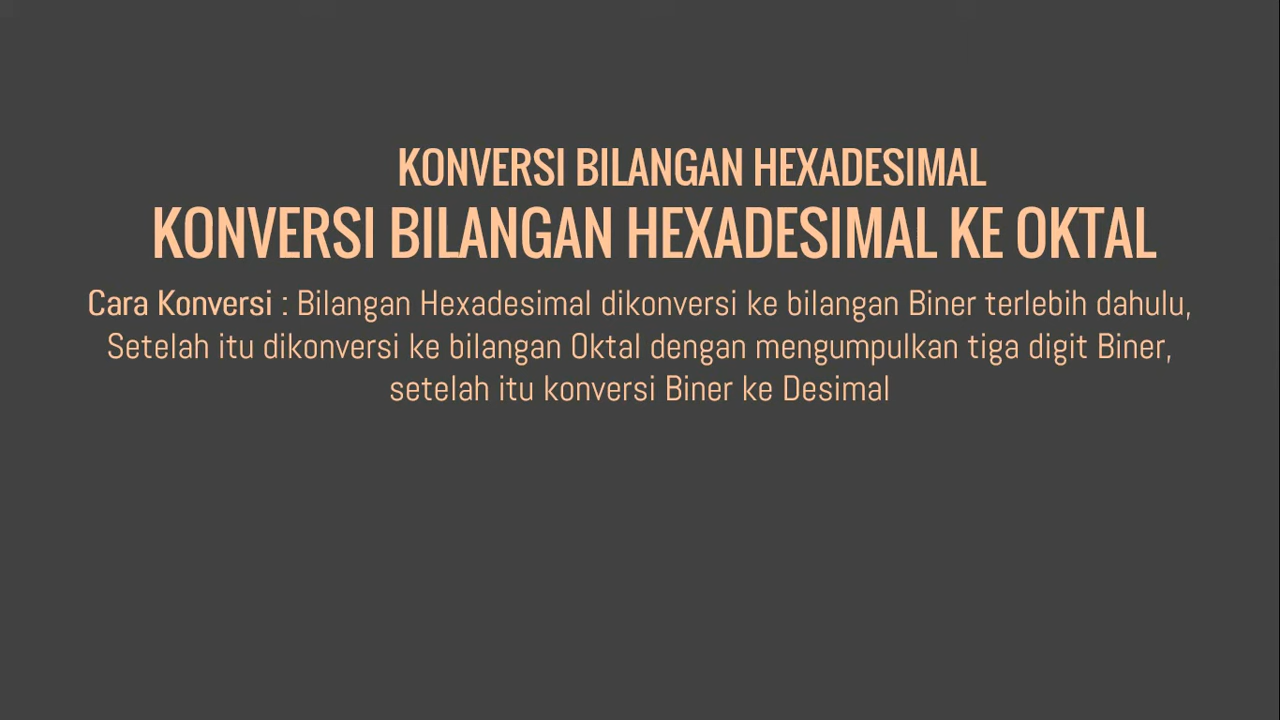 KONVERSI BILANGAN HEXADESIMAL
KONVERSI BILANGAN HEXADESIMAL KE OKTAL
Cara Konversi : Bilangan Hexadesimal dikonversi ke bilangan Biner terlebih dahulu,
Setelah itu dikonversi ke bilangan Oktal dengan mengumpulkan tiga digit Biner,
setelah itu konversi Biner ke Desimal